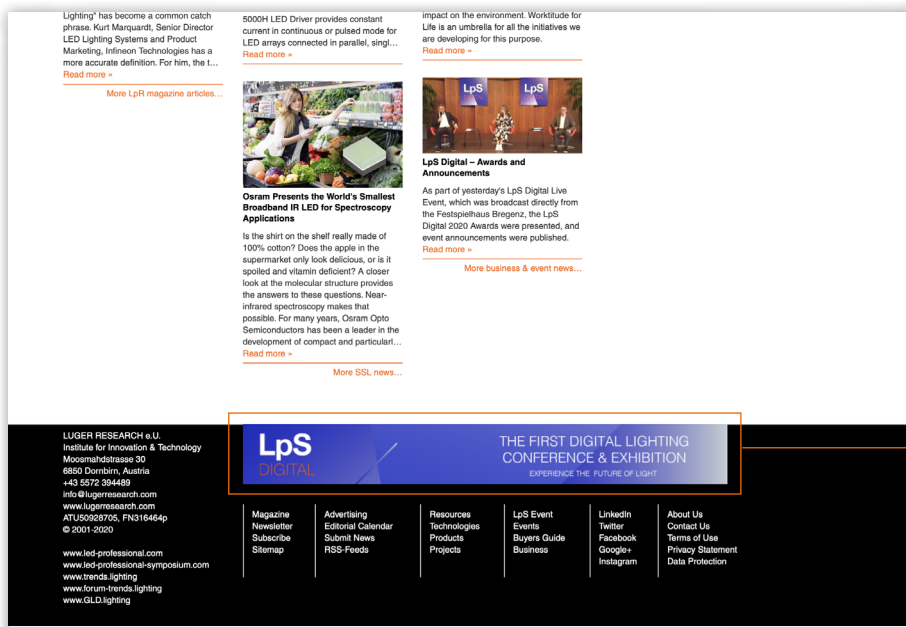 Lighting" has become a common catch
phrase. Kurt Marquardt, Senior Director
LED Lighting Systems and Product
Marketing, Infineon Technologies has a
more accurate definition. For him, the t…
Read more »
More LpR magazine articles…
5000H LED Driver provides constant
current in continuous or pulsed mode for
LED arrays connected in parallel, singl…
Read more »
Osram Presents the World's Smallest
Broadband IR LED for Spectroscopy
Applications
Is the shirt on the shelf really made of
100% cotton? Does the apple in the
supermarket only look delicious, or is it
spoiled and vitamin deficient? A closer
look at the molecular structure provides
the answers to these questions. Near-
infrared spectroscopy makes that
possible. For many years, Osram Opto
Semiconductors has been a leader in the
development of compact and particularl…
Read more »
More SSL news…
impact on the environment. Worktitude for
Life is an umbrella for all the initiatives we
are developing for this purpose.
Read more »
LpS
LpS
LpS Digital – Awards and
Announcements
As part of yesterday's LpS Digital Live
Event, which was broadcast directly from
the Festspielhaus Bregenz, the LpS
Digital 2020 Awards were presented, and
event announcements were published.
Read more »
More business & event news…
LUGER RESEARCH e.U.
Institute for Innovation & Technology
Moosmahdstrasse 30
6850 Dornbirn, Austria
+43 5572 394489
info@lugerresearch.com
www.lugerresearch.com
ATU50928705, FN316464p
© 2001-2020
www.led-professional.com
www.led-professional-symposium.com
www.trends.lighting
www.forum-trends.lighting
www.GLD.lighting
LpS
DIGITAL
THE FIRST DIGITAL LIGHTING
CONFERENCE & EXHIBITION
EXPERIENCE THE FUTURE OF LIGHT
Magazine
Newsletter
Subscribe
Sitemap
Advertising
Editorial Calendar
Submit News
RSS-Feeds
Resources
Technologies
Products
Projects
LpS Event
Events
Buyers Guide
Business
LinkedIn
Twitter
Facebook
Google+
Instagram
About Us
Contact Us
Terms of Use
Privacy Statement
Data Protection